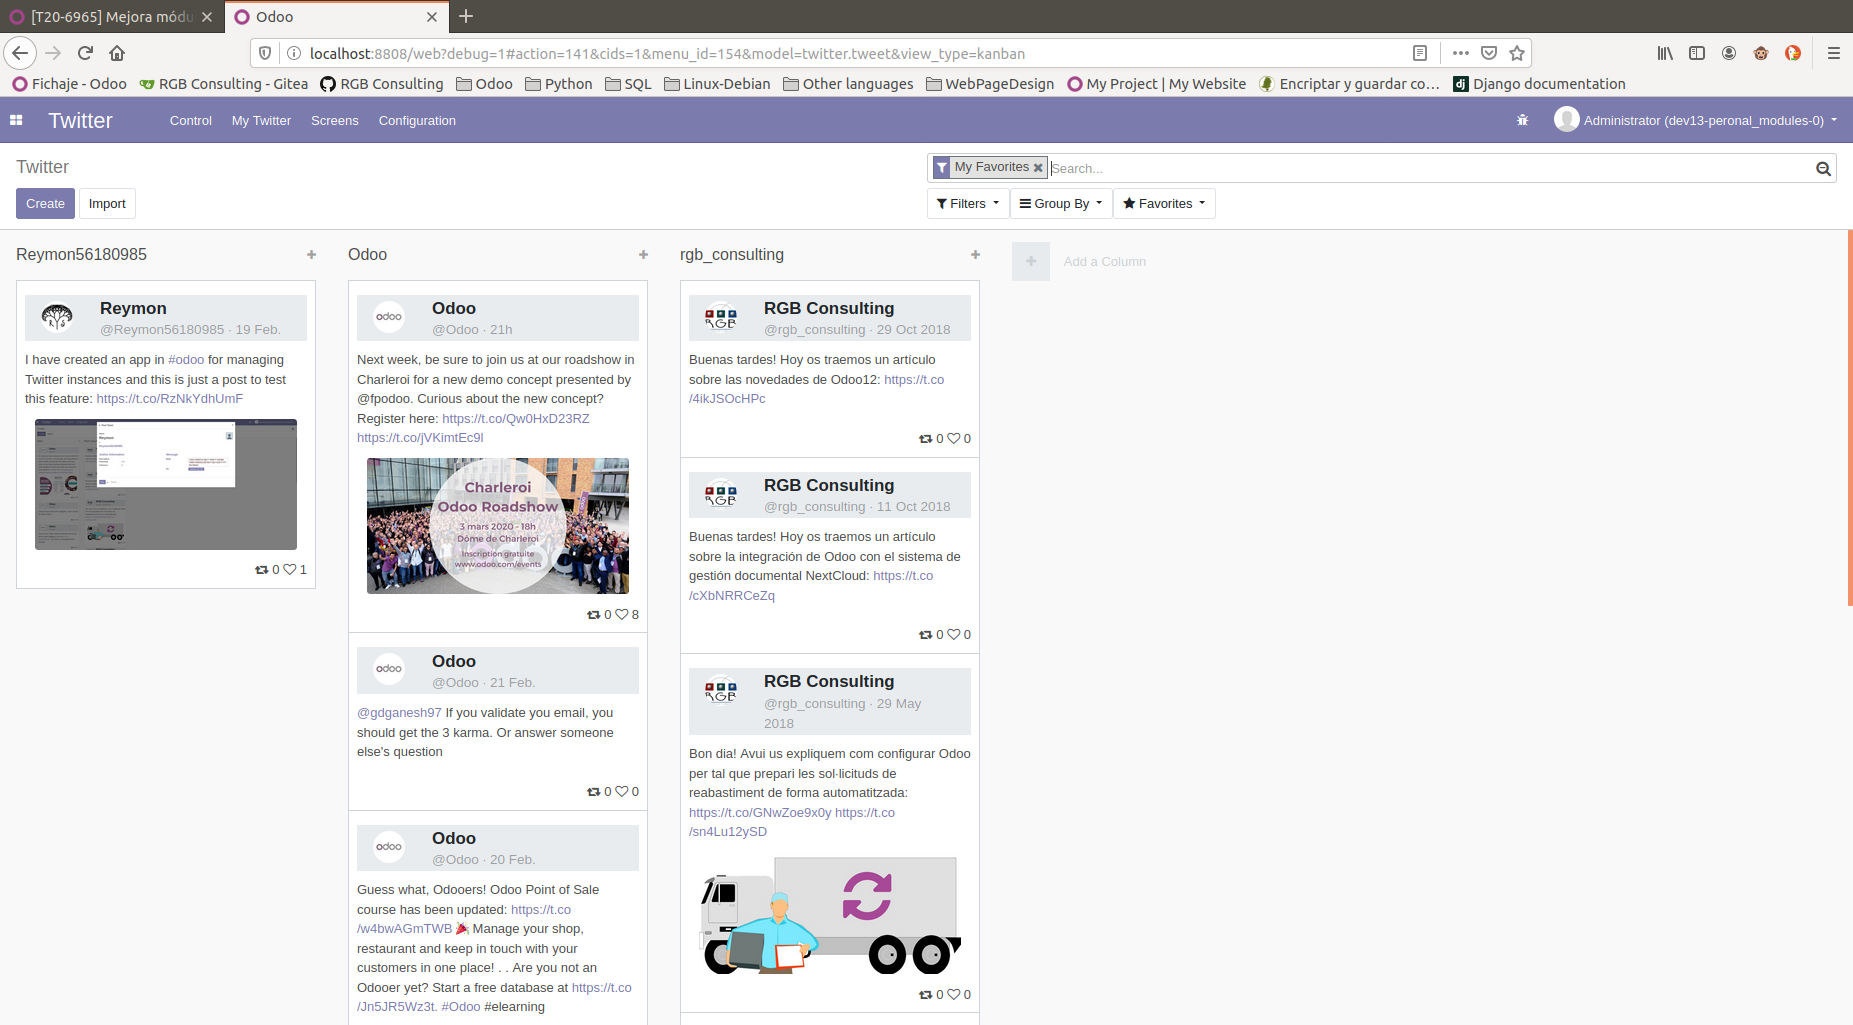 [T20-6965] Mejora módu
Odoo
localhost:8808/web?debug=1#action=141&cids=1&menu_id=154&model=twitter.tweet&view_type=kanban
Fichaje - Odoo
RGB Consulting - Gitea
RGB Consulting
Odoo
Python
SQL
Linux-Debian
Other languages
WebPageDesign
My Project | My Website
Encriptar y guardar co…
dj
Django documentation
Twitter
Control
My Twitter
Screens
Configuration
Administrator (dev13-peronal_modules-0)
Twitter
My Favorites
Search...
Create
Import
Filters
Group By
Favorites
Reymon56180985
Reymon
@Reymon56180985 · 19 Feb.
I have created an app in #odoo for managing
Twitter instances and this is just a post to test
this feature: https://t.co/RzNkYdhUmF
0 1
Odoo
odoo
Odoo
@Odoo · 21h
Next week, be sure to join us at our roadshow in
Charleroi for a new demo concept presented by
@fpodoo. Curious about the new concept?
Register here: https://t.co/Qw0HxD23RZ
https://t.co/jVKimtEc9l
Charleroi
Odoo Roadshow
3 mars 2020 - 18h
Dôme de Charleroi
Inscription gratuite
www.odoo.com/events
0 8
odoo
Odoo
@Odoo · 21 Feb.
@gdganesh97 If you validate you email, you
should get the 3 karma. Or answer someone
else's question
0 0
odoo
Odoo
@Odoo · 20 Feb.
Guess what, Odooers! Odoo Point of Sale
course has been updated: https://t.co
/w4bwAGmTWB 🎉 Manage your shop,
restaurant and keep in touch with your
customers in one place! . . Are you not an
Odooer yet? Start a free database at https://t.co
/Jn5JR5Wz3t. #Odoo #elearning
rgb_consulting
RGB
RGB Consulting
@rgb_consulting · 29 Oct 2018
Buenas tardes! Hoy os traemos un artículo
sobre las novedades de Odoo12: https://t.co
/4ikJSOcHPc
0 0
RGB
RGB Consulting
@rgb_consulting · 11 Oct 2018
Buenas tardes! Hoy os traemos un artículo
sobre la integración de Odoo con el sistema de
gestión documental NextCloud: https://t.co
/cXbNRRCeZq
0 0
RGB
RGB Consulting
@rgb_consulting · 29 May
2018
Bon dia! Avui us expliquem com configurar Odoo
per tal que prepari les sol·licituds de
reabastiment de forma automatitzada:
https://t.co/GNwZoe9x0y https://t.co
/sn4Lu12ySD
0 0
Add a Column